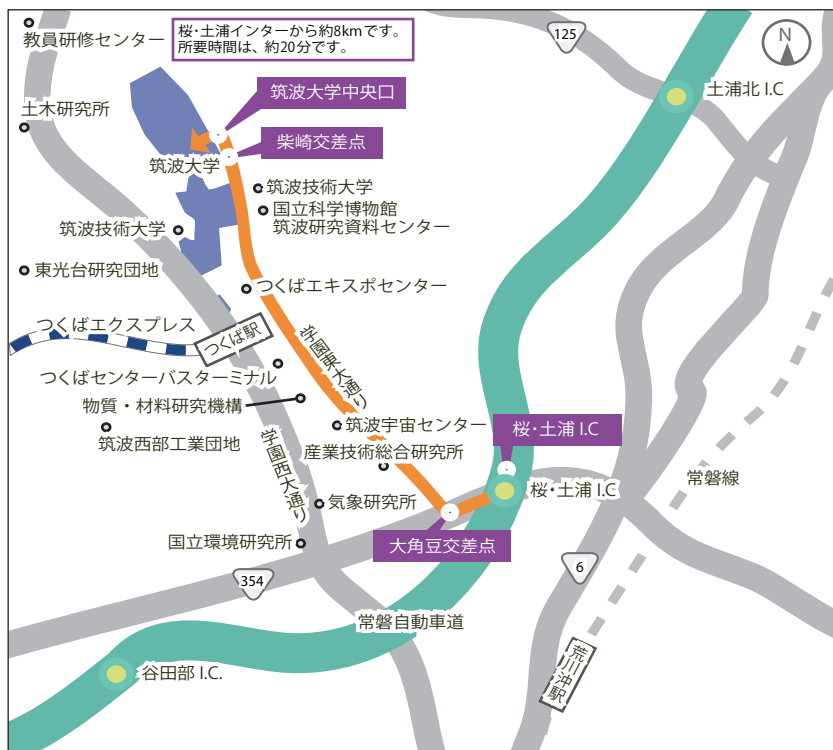 教員研修センター
桜・土浦インターから約8kmです。
所要時間は、約20分です。
125
N
土浦北 I.C
筑波大学中央口
土木研究所
柴崎交差点
筑波大学
筑波技術大学
国立科学博物館
筑波研究資料センター
筑波技術大学
東光台研究団地
つくばエキスポセンター
つくばエクスプレス
つくば駅
学園東大通り
つくばセンターバスターミナル
物質・材料研究機構
筑波西部工業団地
学園西大通り
筑波宇宙センター
桜・土浦 I.C
産業技術総合研究所
常磐線
桜・土浦 I.C
気象研究所
国立環境研究所
大角豆交差点
354
6
常磐自動車道
荒川沖駅
谷田部 I.C.